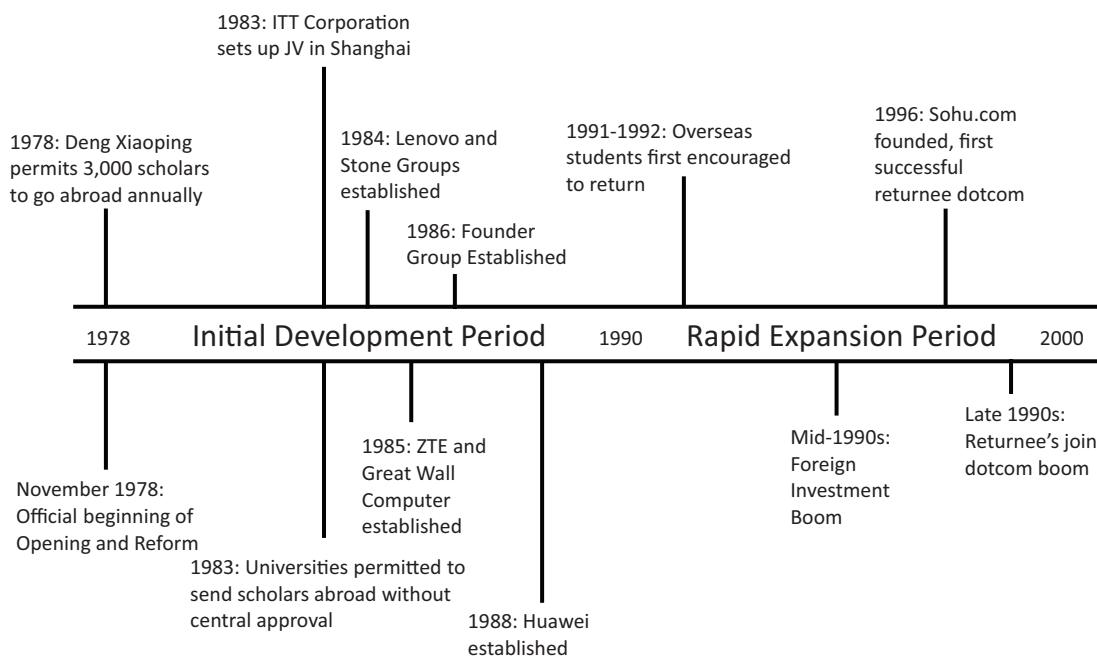 1983: ITT Corporation
sets up JV in Shanghai
1978: Deng Xiaoping
permits 3,000 scholars
to go abroad annually
1984: Lenovo and
Stone Groups
established
1986: Founder
Group Established
1991-1992: Overseas
students first encouraged
to return
1996: Sohu.com
founded, first
successful
returnee dotcom
1978 Initial Development Period 1990 Rapid Expansion Period 2000
November 1978:
Official beginning of
Opening and Reform
1983: Universities permitted to
send scholars abroad without
central approval
1985: ZTE and
Great Wall
Computer
established
1988: Huawei
established
Mid-1990s:
Foreign
Investment
Boom
Late 1990s:
Returnee's join
dotcom boom